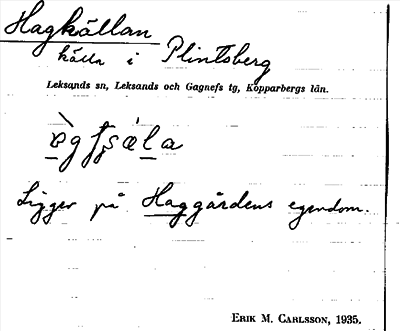 Hagkällan
källa i Plintsberg
Leksands sn, Leksands och Gagnefs tg, Kopparbergs län.
Ligger på Haggårdens egendom.
ERIK M. CARLSSON, 1935.